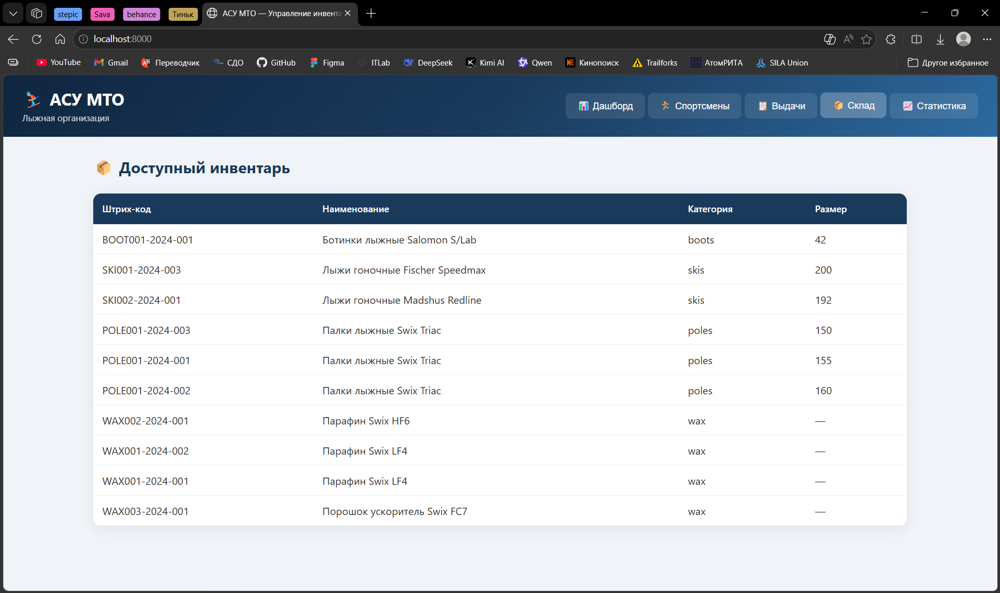 stepic Sava behance Тиньк АСУ МТО — Управление инвента
localhost:8000
YouTube Gmail Переводчик СДО GitHub Figma ITLab DeepSeek Kimi AI Qwen Кинопоиск Trailforks АтомРИТА SILA Union Другое избранное
АСУ МТО
Лыжная организация
Дашборд Спортсмены Выдачи Склад Статистика
Доступный инвентарь
Штрих-код Наименование Категория Размер
BOOT001-2024-001 Ботинки лыжные Salomon S/Lab boots 42
SKI001-2024-003 Лыжи гоночные Fischer Speedmax skis 200
SKI002-2024-001 Лыжи гоночные Madshus Redline skis 192
POLE001-2024-003 Палки лыжные Swix Triac poles 150
POLE001-2024-001 Палки лыжные Swix Triac poles 155
POLE001-2024-002 Палки лыжные Swix Triac poles 160
WAX002-2024-001 Парафин Swix HF6 wax —
WAX001-2024-002 Парафин Swix LF4 wax —
WAX001-2024-001 Парафин Swix LF4 wax —
WAX003-2024-001 Порошок ускоритель Swix FC7 wax —